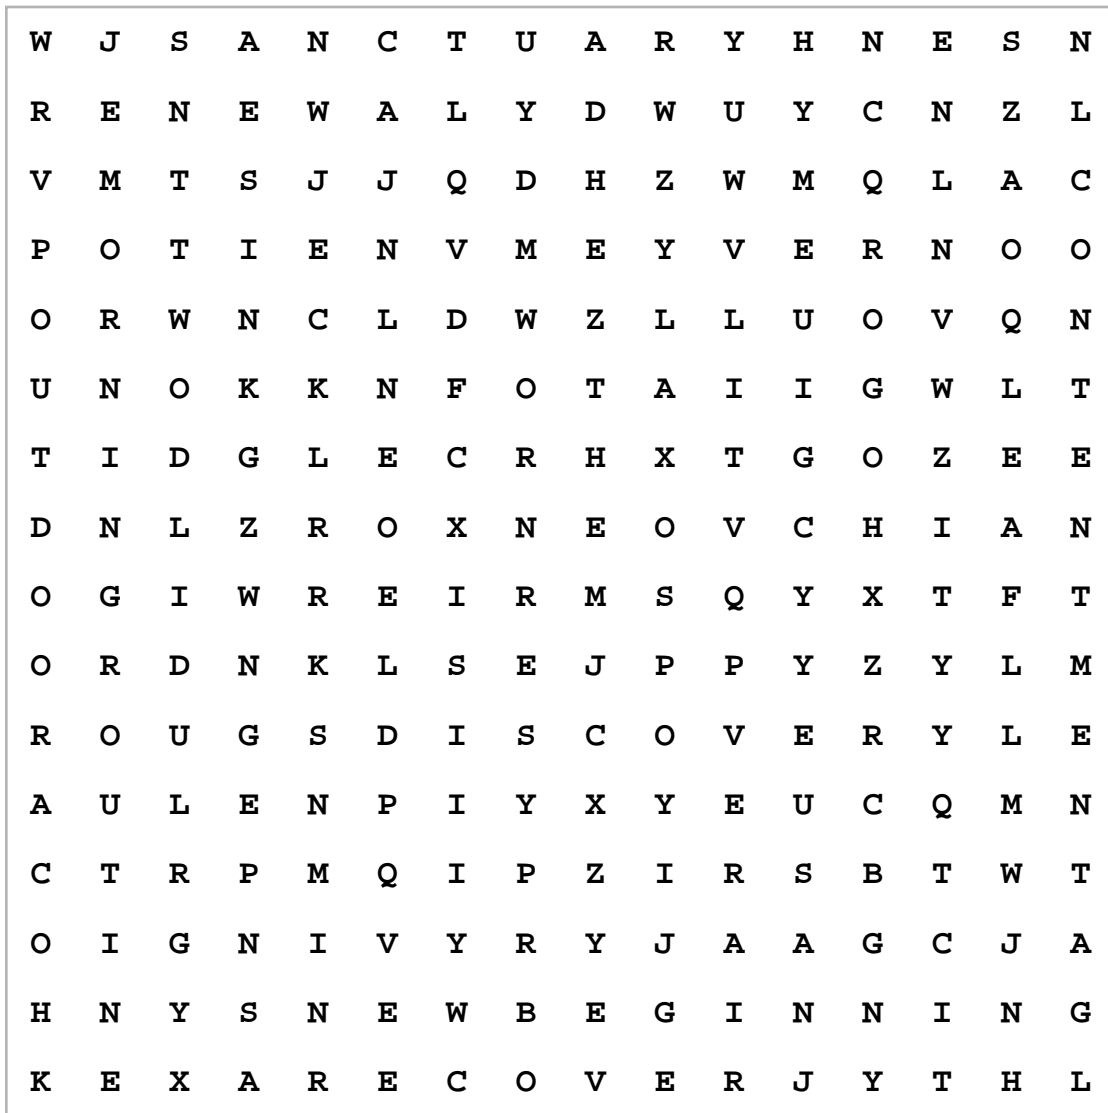 W J S A N C T U A R Y H N E S N
R E N E W A L Y D W U Y C N Z L
V M T S J J Q D H Z W M Q L A C
P O T I E N V M E Y V E R N O O
O R W N C L D W Z L L U O V Q N
U N O K K N F O T A I I G W L T
T I D G L E C R H X T G O Z E E
D N L Z R O X N E O V C H I A N
O G I W R E I R M S Q Y X T F T
O R D N K L S E J P P Y Z Y L M
R O U G S D I S C O V E R Y L E
A U L E N P I Y X Y E U C Q M N
C T R P M Q I P Z I R S B T W T
O I G N I V Y R Y J A A G C J A
H N Y S N E W B E G I N N I N G
K E X A R E C O V E R J Y T H L